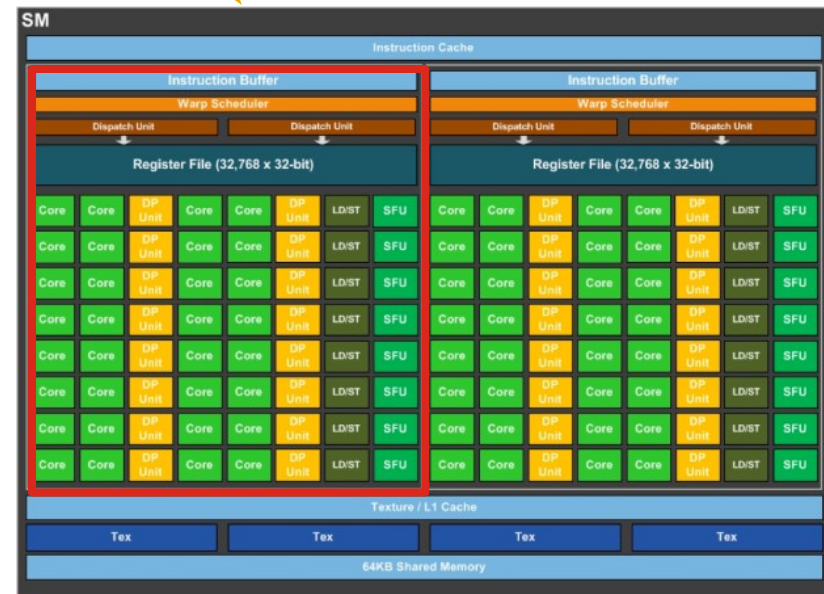 SM
Instruction Cache
Instruction Buffer Instruction Buffer
Warp Scheduler Warp Scheduler
Dispatch Unit Dispatch Unit Dispatch Unit Dispatch Unit
Register File (32,768 x 32-bit) Register File (32,768 x 32-bit)
Core Core DP Unit Core Core DP Unit LD/ST SFU Core Core DP Unit Core Core DP Unit LD/ST SFU
Core Core DP Unit Core Core DP Unit LD/ST SFU Core Core DP Unit Core Core DP Unit LD/ST SFU
Core Core DP Unit Core Core DP Unit LD/ST SFU Core Core DP Unit Core Core DP Unit LD/ST SFU
Core Core DP Unit Core Core DP Unit LD/ST SFU Core Core DP Unit Core Core DP Unit LD/ST SFU
Core Core DP Unit Core Core DP Unit LD/ST SFU Core Core DP Unit Core Core DP Unit LD/ST SFU
Core Core DP Unit Core Core DP Unit LD/ST SFU Core Core DP Unit Core Core DP Unit LD/ST SFU
Core Core DP Unit Core Core DP Unit LD/ST SFU Core Core DP Unit Core Core DP Unit LD/ST SFU
Core Core DP Unit Core Core DP Unit LD/ST SFU Core Core DP Unit Core Core DP Unit LD/ST SFU
Texture / L1 Cache
Tex Tex Tex Tex
64KB Shared Memory